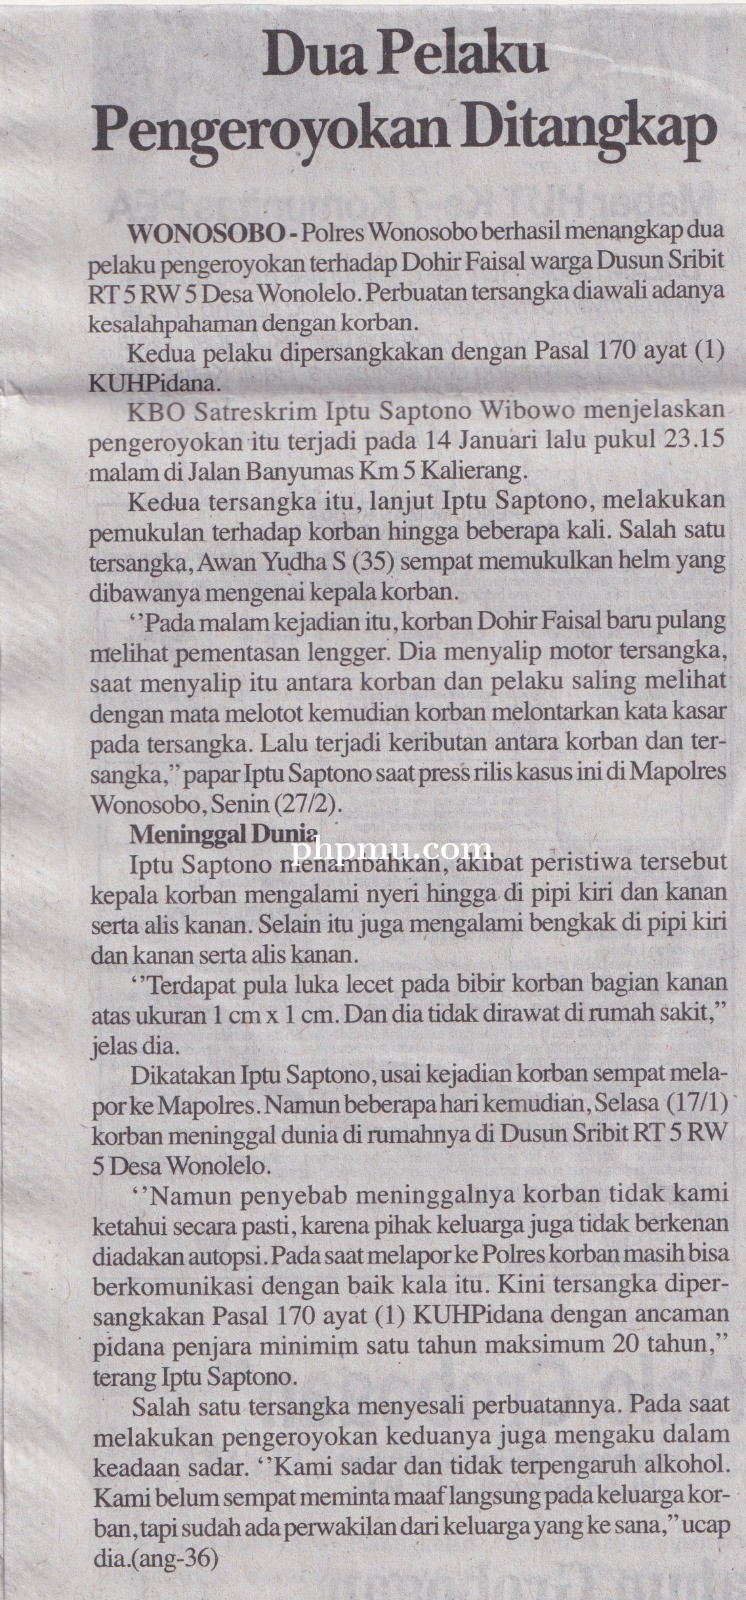 Dua Pelaku
Pengeroyokan Ditangkap
WONOSOBO - Polres Wonosobo berhasil menangkap dua
pelaku pengeroyokan terhadap Dohir Faisal warga Dusun Sribit
RT 5 RW 5 Desa Wonolelo. Perbuatan tersangka diawali adanya
kesalahpahaman dengan korban.
Kedua pelaku dipersangkakan dengan Pasal 170 ayat (1)
KUHPidana.
KBO Satreskrim Iptu Saptono Wibowo menjelaskan
pengeroyokan itu terjadi pada 14 Januari lalu pukul 23.15
malam di Jalan Banyumas Km 5 Kalierang.
Kedua tersangka itu, lanjut Iptu Saptono, melakukan
pemukulan terhadap korban hingga beberapa kali. Salah satu
tersangka, Awan Yudha S (35) sempat memukulkan helm yang
dibawanya mengenai kepala korban.
‘’Pada malam kejadian itu, korban Dohir Faisal baru pulang
melihat pementasan lengger. Dia menyalip motor tersangka,
saat menyalip itu antara korban dan pelaku saling melihat
dengan mata melotot kemudian korban melontarkan kata kasar
pada tersangka. Lalu terjadi keributan antara korban dan ter-
sangka,’’ papar Iptu Saptono saat press rilis kasus ini di Mapolres
Wonosobo, Senin (27/2).
Meninggal Dunia
phpmu.com
Iptu Saptono menambahkan, akibat peristiwa tersebut
kepala korban mengalami nyeri hingga di pipi kiri dan kanan
serta alis kanan. Selain itu juga mengalami bengkak di pipi kiri
dan kanan serta alis kanan.
‘’Terdapat pula luka lecet pada bibir korban bagian kanan
atas ukuran 1 cm x 1 cm. Dan dia tidak dirawat di rumah sakit,’’
jelas dia.
Dikatakan Iptu Saptono, usai kejadian korban sempat mela-
por ke Mapolres. Namun beberapa hari kemudian, Selasa (17/1)
korban meninggal dunia di rumahnya di Dusun Sribit RT 5 RW
5 Desa Wonolelo.
‘’Namun penyebab meninggalnya korban tidak kami
ketahui secara pasti, karena pihak keluarga juga tidak berkenan
diadakan autopsi. Pada saat melapor ke Polres korban masih bisa
berkomunikasi dengan baik kala itu. Kini tersangka diper-
sangkakan Pasal 170 ayat (1) KUHPidana dengan ancaman
pidana penjara minimim satu tahun maksimum 20 tahun,’’
terang Iptu Saptono.
Salah satu tersangka menyesali perbuatannya. Pada saat
melakukan pengeroyokan keduanya juga mengaku dalam
keadaan sadar. ‘’Kami sadar dan tidak terpengaruh alkohol.
Kami belum sempat meminta maaf langsung pada keluarga kor-
ban, tapi sudah ada perwakilan dari keluarga yang ke sana,’’ ucap
dia.(ang-36)